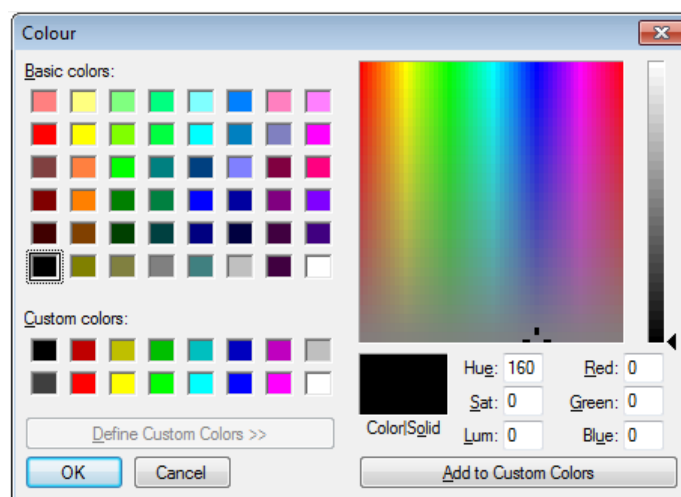 Colour
Basic colors:
Custom colors:
Define Custom Colors >>
OK Cancel
Color|Solid
Hue: 160 Red: 0
Sat: 0 Green: 0
Lum: 0 Blue: 0
Add to Custom Colors